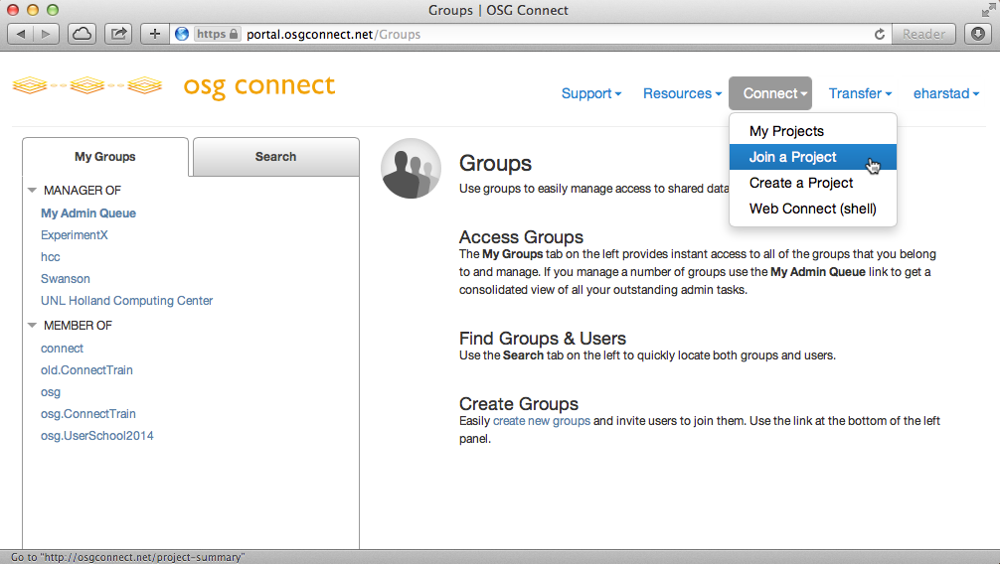 Groups | OSG Connect
https portal.osgconnect.net/Groups Reader
osg connect
Support Resources Connect Transfer eharstad
My Projects
Join a Project
Create a Project
Web Connect (shell)
My Groups Search
MANAGER OF
My Admin Queue
ExperimentX
hcc
Swanson
UNL Holland Computing Center
MEMBER OF
connect
old.ConnectTrain
osg
osg.ConnectTrain
osg.UserSchool2014
Groups
Use groups to easily manage access to shared data
Access Groups
The My Groups tab on the left provides instant access to all of the groups that you belong
to and manage. If you manage a number of groups use the My Admin Queue link to get a
consolidated view of all your outstanding admin tasks.
Find Groups & Users
Use the Search tab on the left to quickly locate both groups and users.
Create Groups
Easily create new groups and invite users to join them. Use the link at the bottom of the left
panel.
Go to "http://osgconnect.net/project-summary"